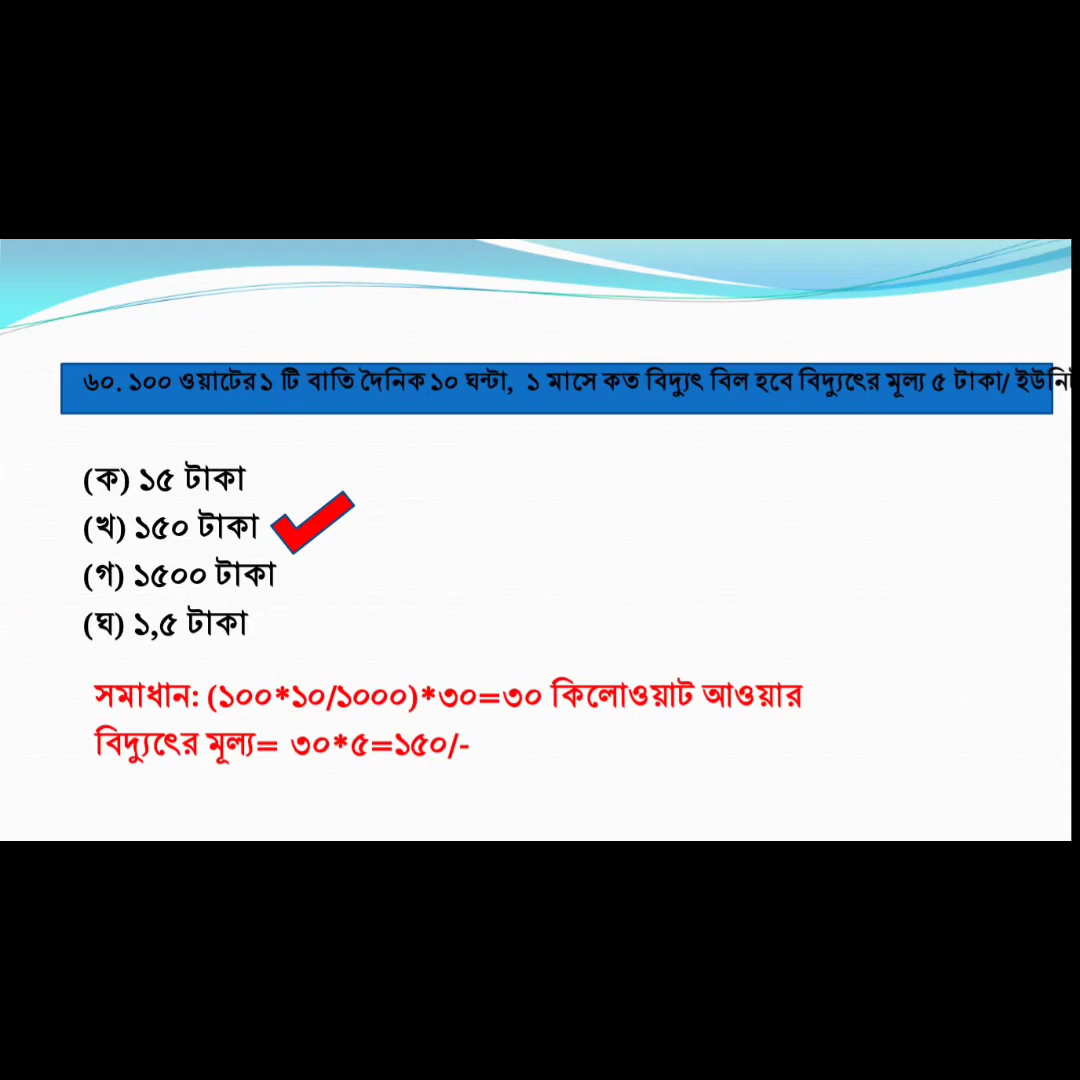 ৬০. ১০০ ওয়াটের ১ টি বাতি দৈনিক ১০ ঘন্টা, ১ মাসে কত বিদ্যুৎ বিল হবে বিদ্যুৎের মূল্য ৫ টাকা/ ইউনিট
(ক) ১৫ টাকা
(খ) ১৫০ টাকা
(গ) ১৫০০ টাকা
(ঘ) ১,৫ টাকা
সমাধান: (১০০*১০/১০০০)*৩০=৩০ কিলোওয়াট আওয়ার
বিদ্যুৎের মূল্য= ৩০*৫=১৫০/-